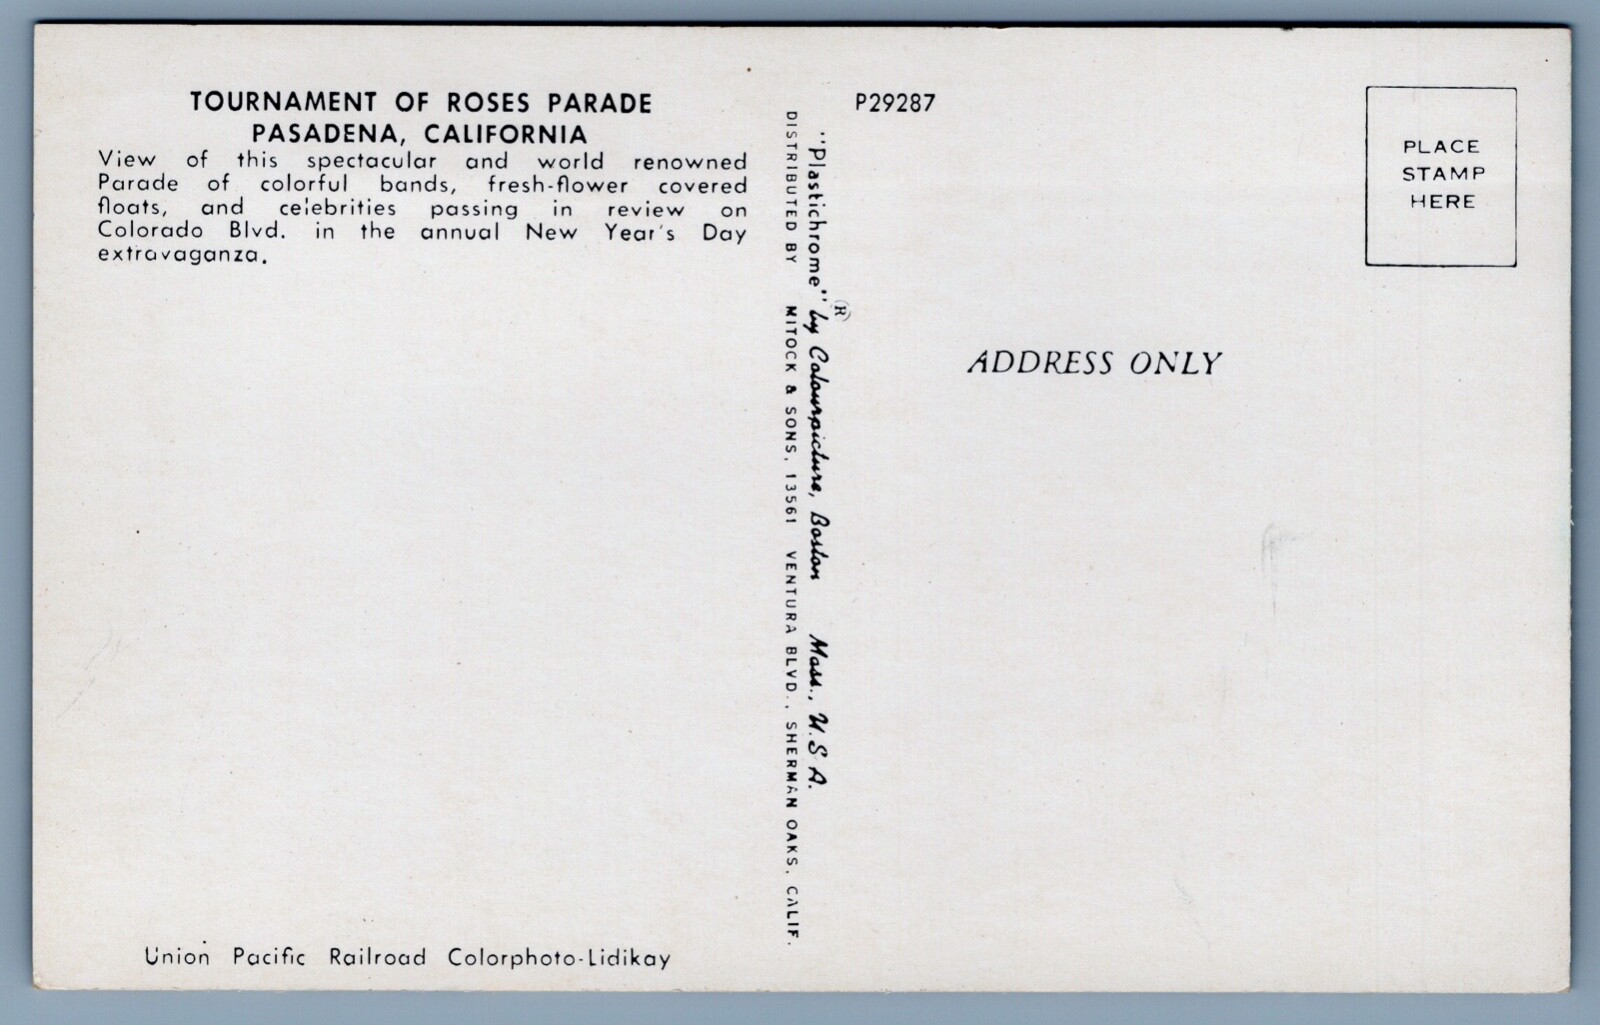 TOURNAMENT OF ROSES PARADE
PASADENA, CALIFORNIA
View of this spectacular and world renowned
Parade of colorful bands, fresh-flower covered
floats, and celebrities passing in review on
Colorado Blvd. in the annual New Year's Day
extravaganza.
Union Pacific Railroad Colorphoto-Lidikay
"Plastichrome" ® by Colourpicture, Boston Mass., U.S.A.
DISTRIBUTED BY MITOCK & SONS, 13561 VENTURA BLVD., SHERMAN OAKS, CALIF.
P29287
PLACE
STAMP
HERE
ADDRESS ONLY